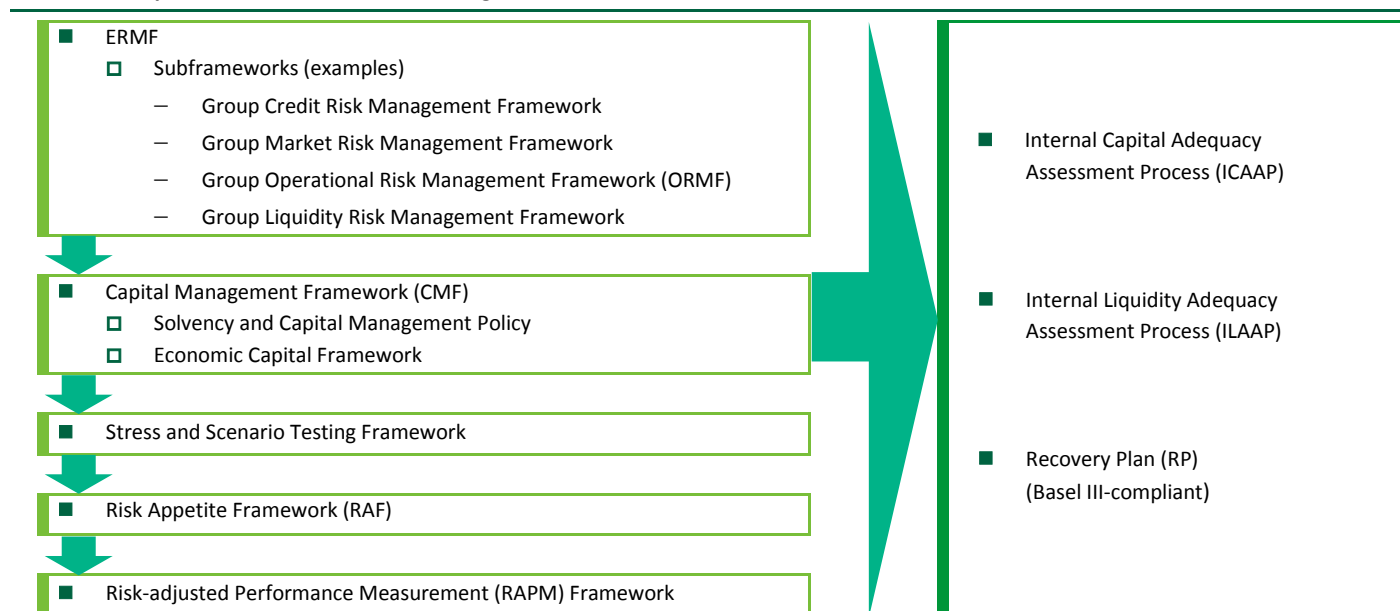 ERMF
Subframeworks (examples)
– Group Credit Risk Management Framework
– Group Market Risk Management Framework
– Group Operational Risk Management Framework (ORMF)
– Group Liquidity Risk Management Framework
Capital Management Framework (CMF)
Solvency and Capital Management Policy
Economic Capital Framework
Stress and Scenario Testing Framework
Risk Appetite Framework (RAF)
Risk-adjusted Performance Measurement (RAPM) Framework
Internal Capital Adequacy
Assessment Process (ICAAP)
Internal Liquidity Adequacy
Assessment Process (ILAAP)
Recovery Plan (RP)
(Basel III-compliant)